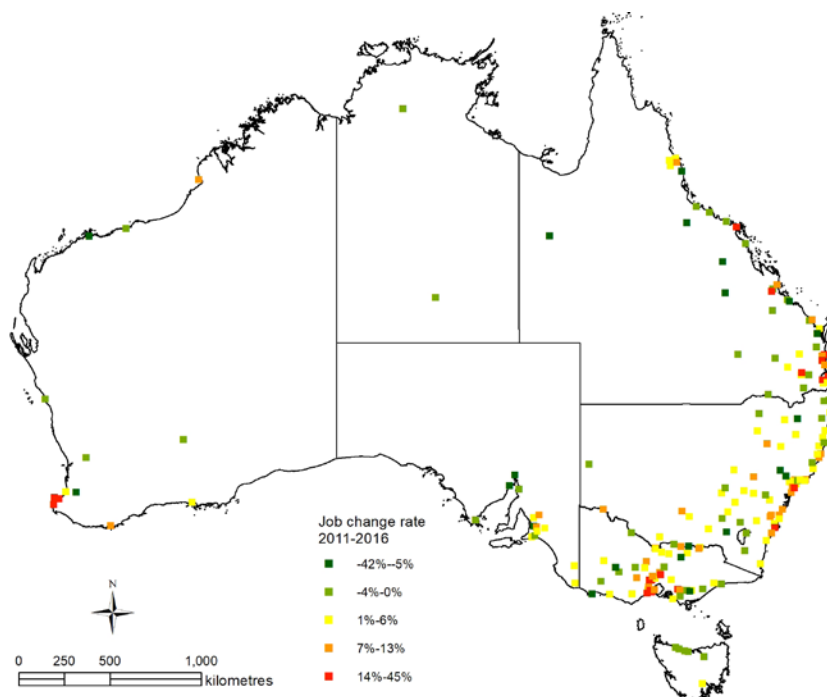 Job change rate
2011-2016
-42%--5%
-4%-0%
1%-6%
7%-13%
14%-45%
N
0 250 500 1,000
kilometres